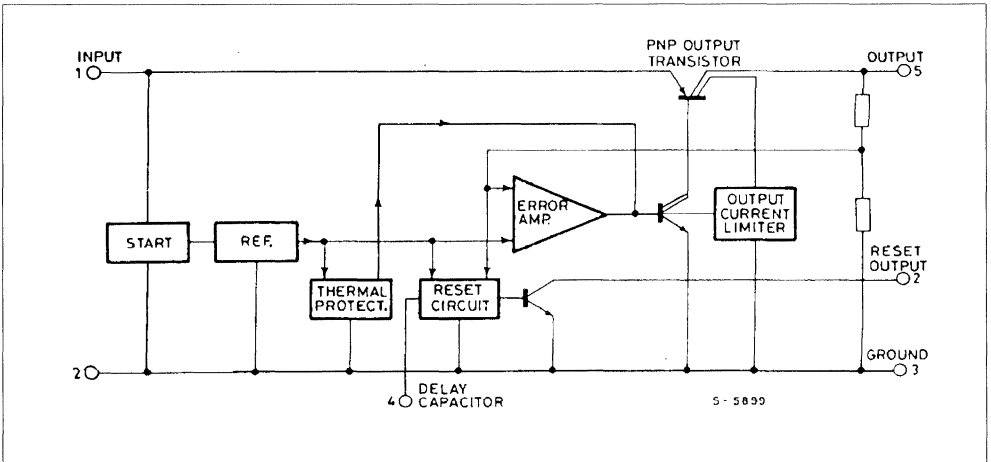 PNP OUTPUT
TRANSISTOR
INPUT
1
OUTPUT
5
ERROR
AMP.
OUTPUT
CURRENT
LIMITER
START
REF.
RESET
OUTPUT
2
THERMAL
PROTECT.
RESET
CIRCUIT
GROUND
3
2
4
DELAY
CAPACITOR
S-5899